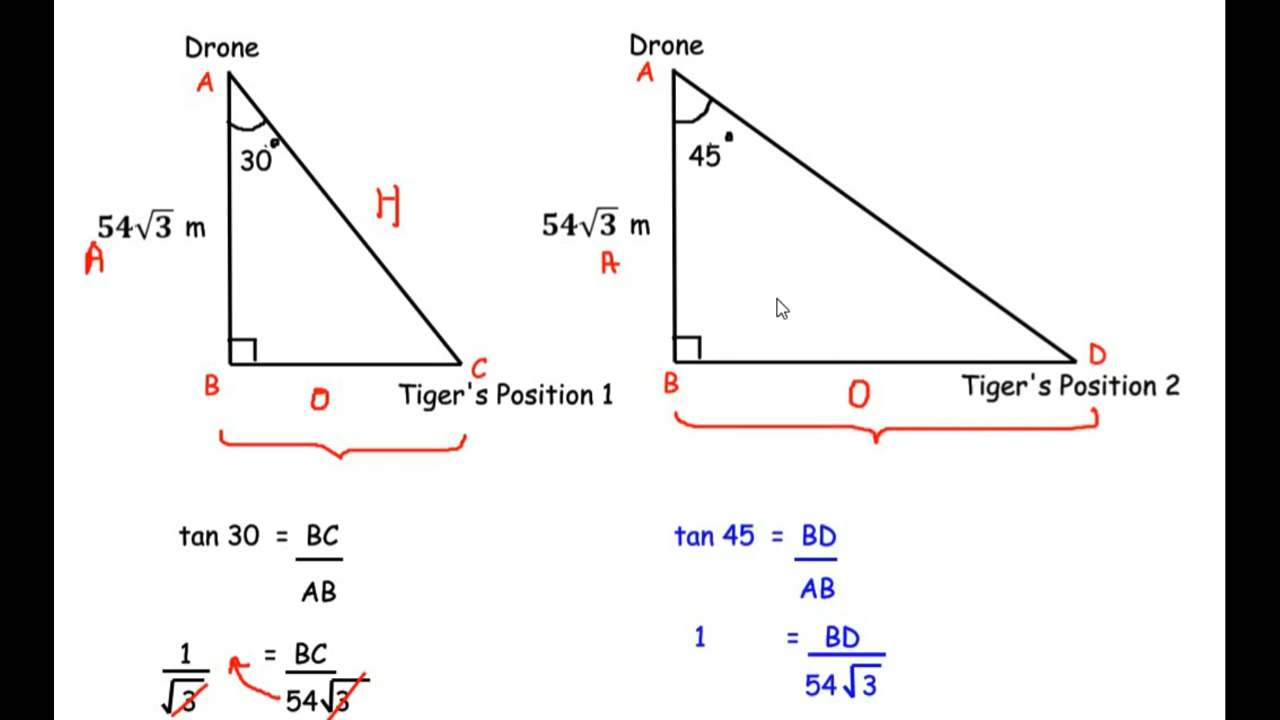 Drone
A
30°
54√3 m
A
H
B
O
C
Tiger's Position 1
tan 30 = BC
AB
1 = BC
√3 54√3
Drone
A
45°
54√3 m
A
B
O
D
Tiger's Position 2
tan 45 = BD
AB
1 = BD
54√3